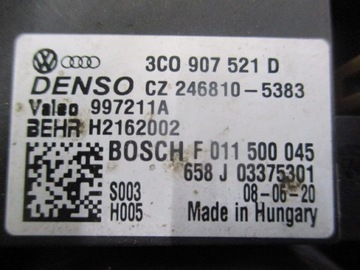 3C0 907 521 D
DENSO CZ 246810-5383
Valeo 997211A
BEHR H2162002
BOSCH F 011 500 045
658 J 03375301
S003 08-06-20
H005 Made in Hungary